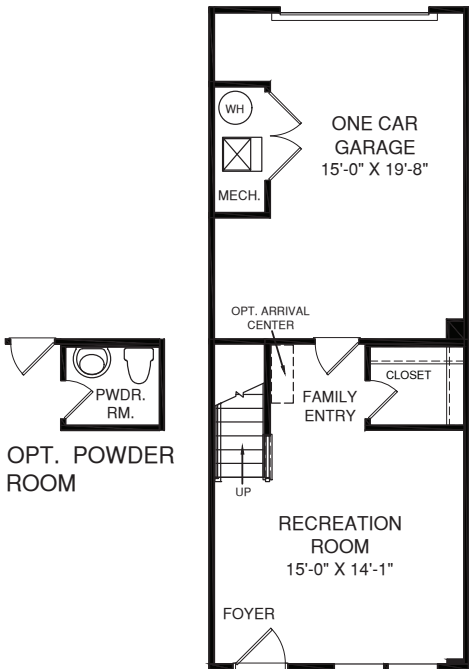 WH
MECH.
ONE CAR
GARAGE
15'-0" X 19'-8"
OPT. ARRIVAL
CENTER
FAMILY
ENTRY
CLOSET
PWDR.
RM.
OPT. POWDER
ROOM
UP
RECREATION
ROOM
15'-0" X 14'-1"
FOYER